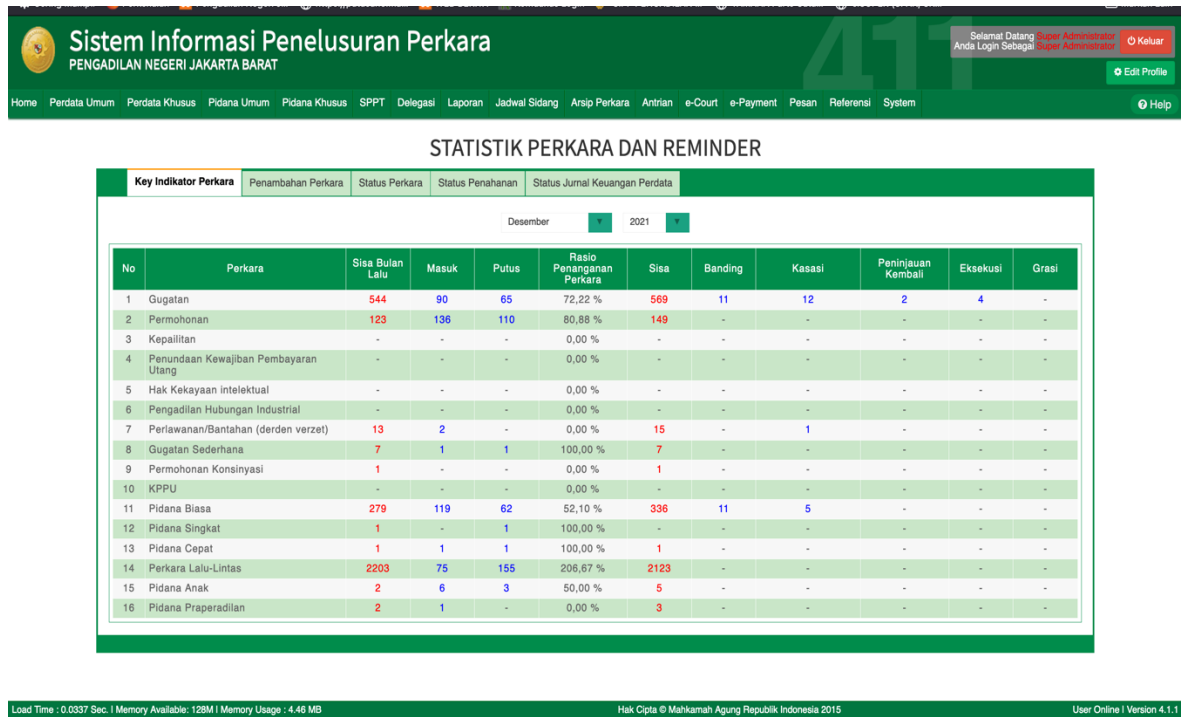 Sistem Informasi Penelusuran Perkara
PENGADILAN NEGERI JAKARTA BARAT
411
Selamat Datang Super Administrator
Anda Login Sebagai Super Administrator
Keluar
Edit Profile
Home Perdata Umum Perdata Khusus Pidana Umum Pidana Khusus SPPT Delegasi Laporan Jadwal Sidang Arsip Perkara Antrian e-Court e-Payment Pesan Referensi System Help
STATISTIK PERKARA DAN REMINDER
Key Indikator Perkara Penambahan Perkara Status Perkara Status Penahanan Status Jurnal Keuangan Perdata
Desember 2021
No Perkara Sisa Bulan Lalu Masuk Putus Rasio Penanganan Perkara Sisa Banding Kasasi Peninjauan Kembali Eksekusi Grasi
1 Gugatan 544 90 65 72,22 % 569 11 12 2 4 -
2 Permohonan 123 136 110 80,88 % 149 - - - - -
3 Kepailitan - - - 0,00 % - - - - - -
4 Penundaan Kewajiban Pembayaran Utang - - - 0,00 % - - - - - -
5 Hak Kekayaan intelektual - - - 0,00 % - - - - - -
6 Pengadilan Hubungan Industrial - - - 0,00 % - - - - - -
7 Perlawanan/Bantahan (derden verzet) 13 2 - 0,00 % 15 - 1 - - -
8 Gugatan Sederhana 7 1 1 100,00 % 7 - - - - -
9 Permohonan Konsinyasi 1 - - 0,00 % 1 - - - - -
10 KPPU - - - 0,00 % - - - - - -
11 Pidana Biasa 279 119 62 52,10 % 336 11 5 - - -
12 Pidana Singkat 1 - 1 100,00 % - - - - - -
13 Pidana Cepat 1 1 1 100,00 % 1 - - - - -
14 Perkara Lalu-Lintas 2203 75 155 206,67 % 2123 - - - - -
15 Pidana Anak 2 6 3 50,00 % 5 - - - - -
16 Pidana Praperadilan 2 1 - 0,00 % 3 - - - - -
Load Time : 0.0337 Sec. | Memory Available: 128M | Memory Usage : 4.46 MB
Hak Cipta © Mahkamah Agung Republik Indonesia 2015
User Online | Version 4.1.1